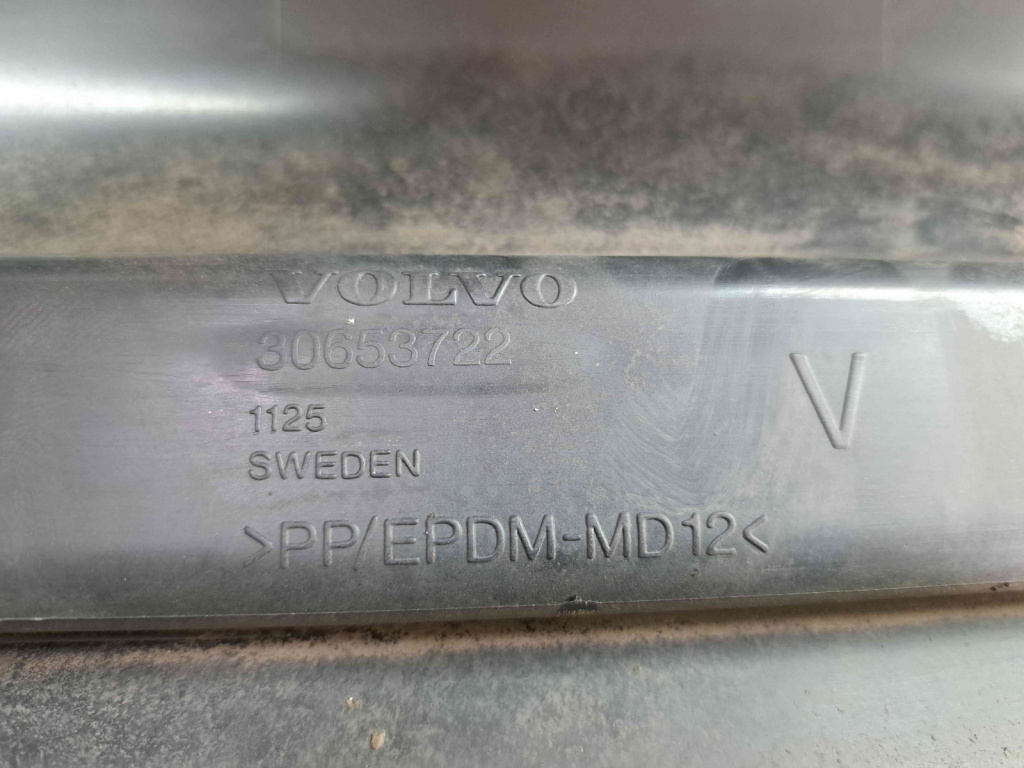 VOLVO
30653722
1125
SWEDEN
V
>PP/EPDM-MD12<